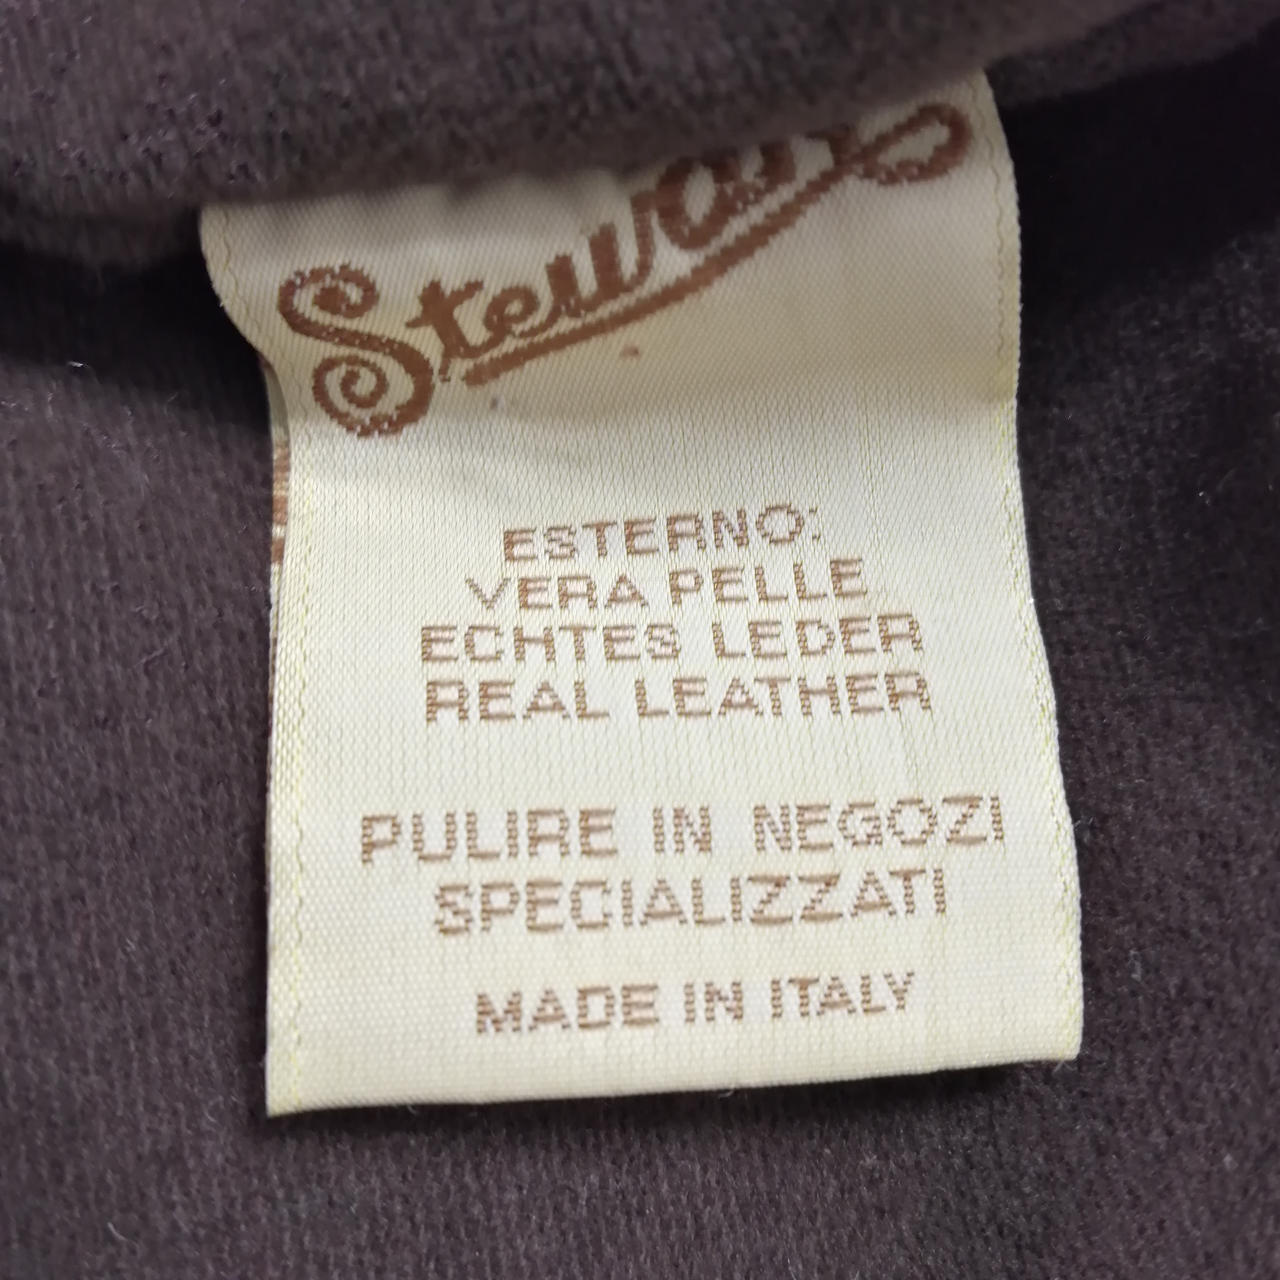 Stewart
ESTERNO:
VERA PELLE
ECHTES LEDER
REAL LEATHER
PULIRE IN NEGOZI
SPECIALIZZATI
MADE IN ITALY